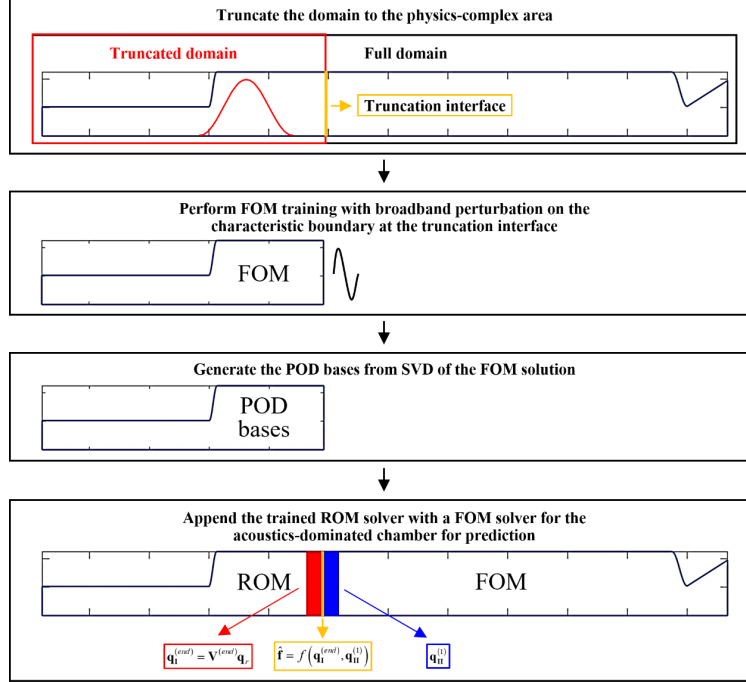 Truncate the domain to the physics-complex area
Truncated domain
Full domain
Truncation interface
Perform FOM training with broadband perturbation on the
characteristic boundary at the truncation interface
FOM
Generate the POD bases from SVD of the FOM solution
POD
bases
Append the trained ROM solver with a FOM solver for the
acoustics-dominated chamber for prediction
ROM
FOM
q_I^(end) = V^(end) q_r
f̂ = f(q_I^(end), q_II^(1))
q_II^(1)